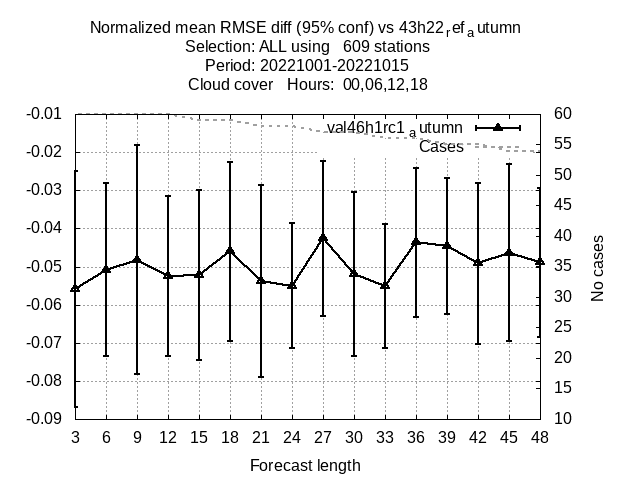 Normalized mean RMSE diff (95% conf) vs 43h22refautumn
Selection: ALL using 609 stations
Period: 20221001-20221015
Cloud cover Hours: 00,06,12,18
-0.01 60
val46h1rc1autumn
Cases
55
-0.02
50
-0.03
45
-0.04 40
-0.05 35
30
-0.06
25
-0.07
20
-0.08
15
-0.09 10
3 6 9 12 15 18 21 24 27 30 33 36 39 42 45 48
No cases
Forecast length